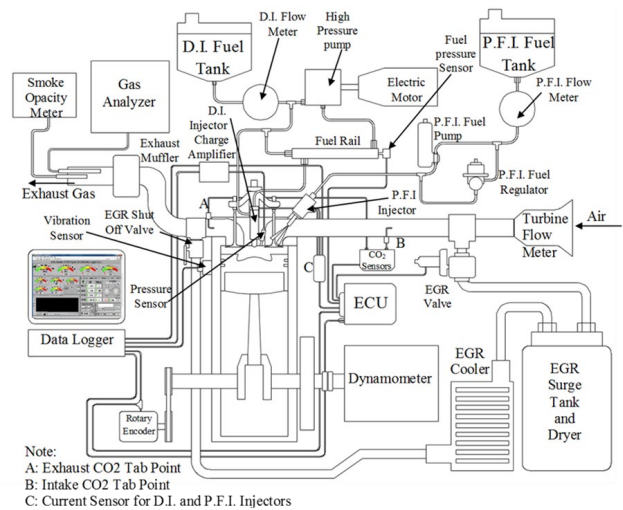 D.I. Fuel
Tank
D.I. Flow
Meter
High
Pressure
pump
Fuel
pressure
Sensor
P.F.I. Fuel
Tank
Smoke
Opacity
Meter
Gas
Analyzer
Electric
Motor
P.F.I. Flow
Meter
D.I.
Injector
Charge
Amplifier
Fuel Rail
P.F.I. Fuel
Pump
Exhaust
Muffler
P.F.I. Fuel
Regulator
Exhaust Gas
A
P.F.I
Injector
Vibration
Sensor
EGR Shut
Off Valve
Turbine
Flow
Meter
Air
B
CO2
Sensors
C
EGR
Valve
Pressure
Sensor
ECU
Data Logger
Dynamometer
EGR
Cooler
EGR
Surge
Tank
and
Dryer
Rotary
Encoder
Note:
A: Exhaust CO2 Tab Point
B: Intake CO2 Tab Point
C: Current Sensor for D.I. and P.F.I. Injectors